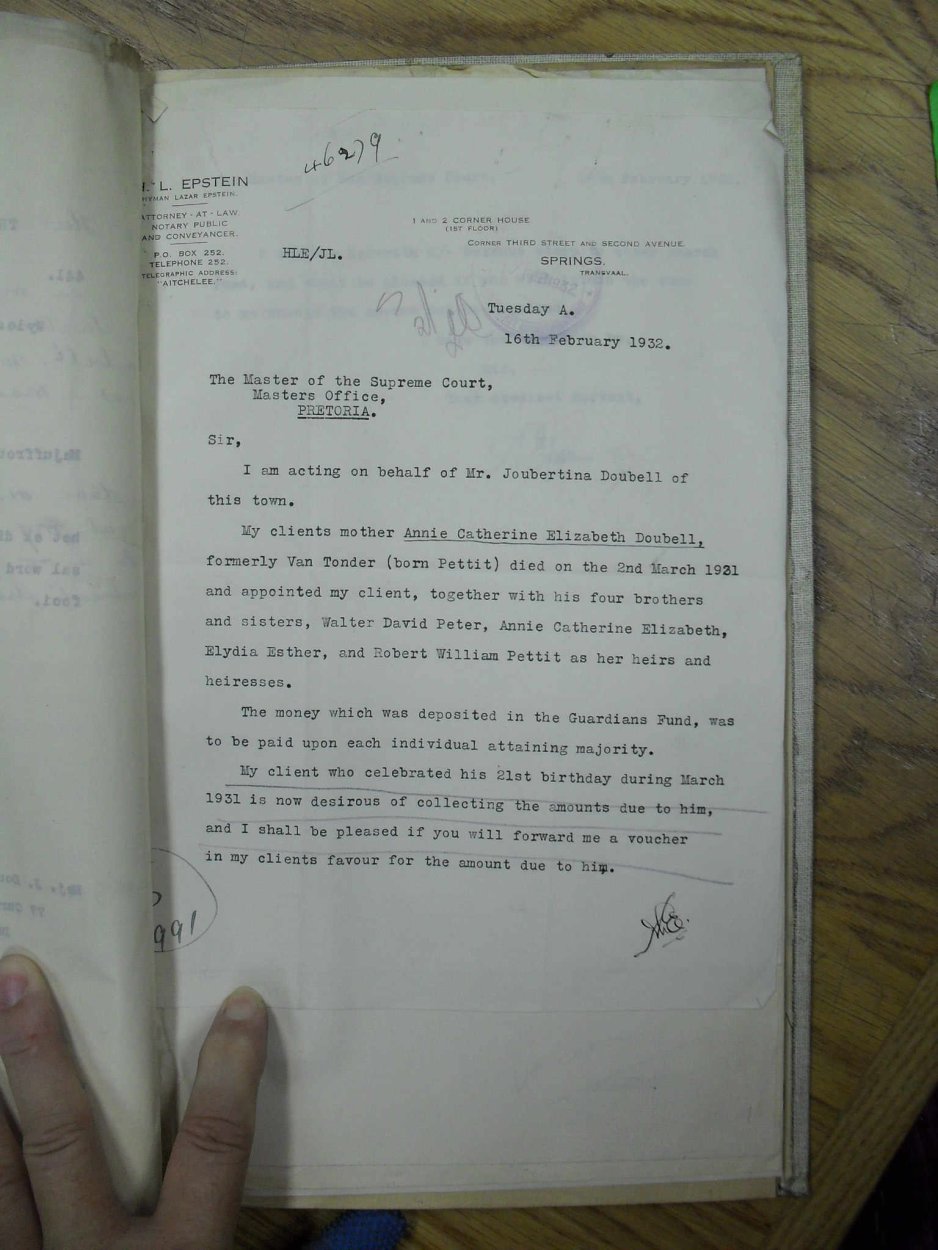 46279
L. EPSTEIN
HYMAN LAZAR EPSTEIN.
ATTORNEY-AT-LAW
NOTARY PUBLIC
AND CONVEYANCER.
P.O. BOX 252.
TELEPHONE 252.
TELEGRAPHIC ADDRESS:
"AITCHELEE."
HLE/JL.
1 AND 2 CORNER HOUSE
(1ST FLOOR)
CORNER THIRD STREET AND SECOND AVENUE.
SPRINGS.
TRANSVAAL.
Tuesday A.
16th February 1932.
The Master of the Supreme Court,
Masters Office,
PRETORIA.
Sir,
I am acting on behalf of Mr. Joubertina Doubell of
this town.
My clients mother Annie Catherine Elizabeth Doubell,
formerly Van Tonder (born Pettit) died on the 2nd March 1931
and appointed my client, together with his four brothers
and sisters, Walter David Peter, Annie Catherine Elizabeth,
Elydia Esther, and Robert William Pettit as her heirs and
heiresses.
The money which was deposited in the Guardians Fund, was
to be paid upon each individual attaining majority.
My client who celebrated his 21st birthday during March
1931 is now desirous of collecting the amounts due to him,
and I shall be pleased if you will forward me a voucher
in my clients favour for the amount due to him.
991